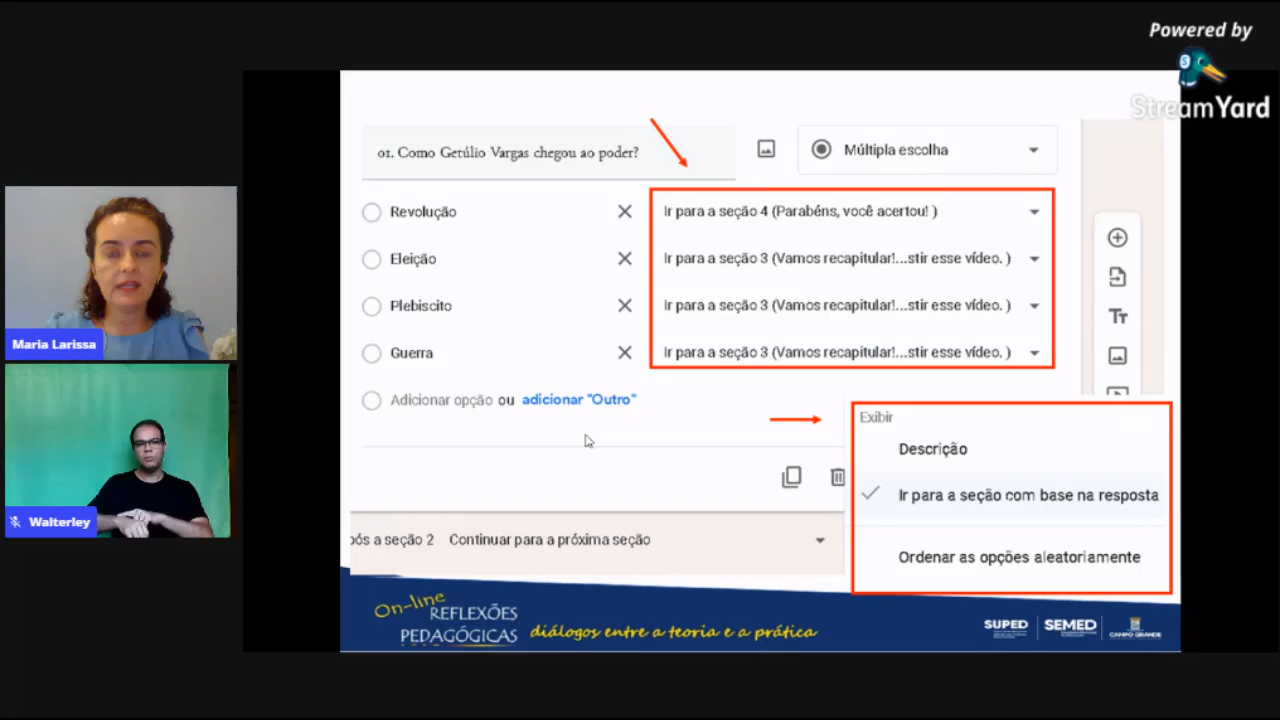 Powered by
StreamYard
01. Como Getúlio Vargas chegou ao poder?
Múltipla escolha
Revolução
Ir para a seção 4 (Parabéns, você acertou! )
Eleição
Ir para a seção 3 (Vamos recapitular!...stir esse vídeo. )
Plebiscito
Ir para a seção 3 (Vamos recapitular!...stir esse vídeo. )
Guerra
Ir para a seção 3 (Vamos recapitular!...stir esse vídeo. )
Adicionar opção ou adicionar "Outro"
Tt
Exibir
Descrição
Ir para a seção com base na resposta
Ordenar as opções aleatoriamente
pós a seção 2 Continuar para a próxima seção
Maria Larissa
Walterley
On-line
REFLEXÕES
PEDAGÓGICAS
diálogos entre a teoria e a prática
SUPED
SEMED
CAMPO GRANDE